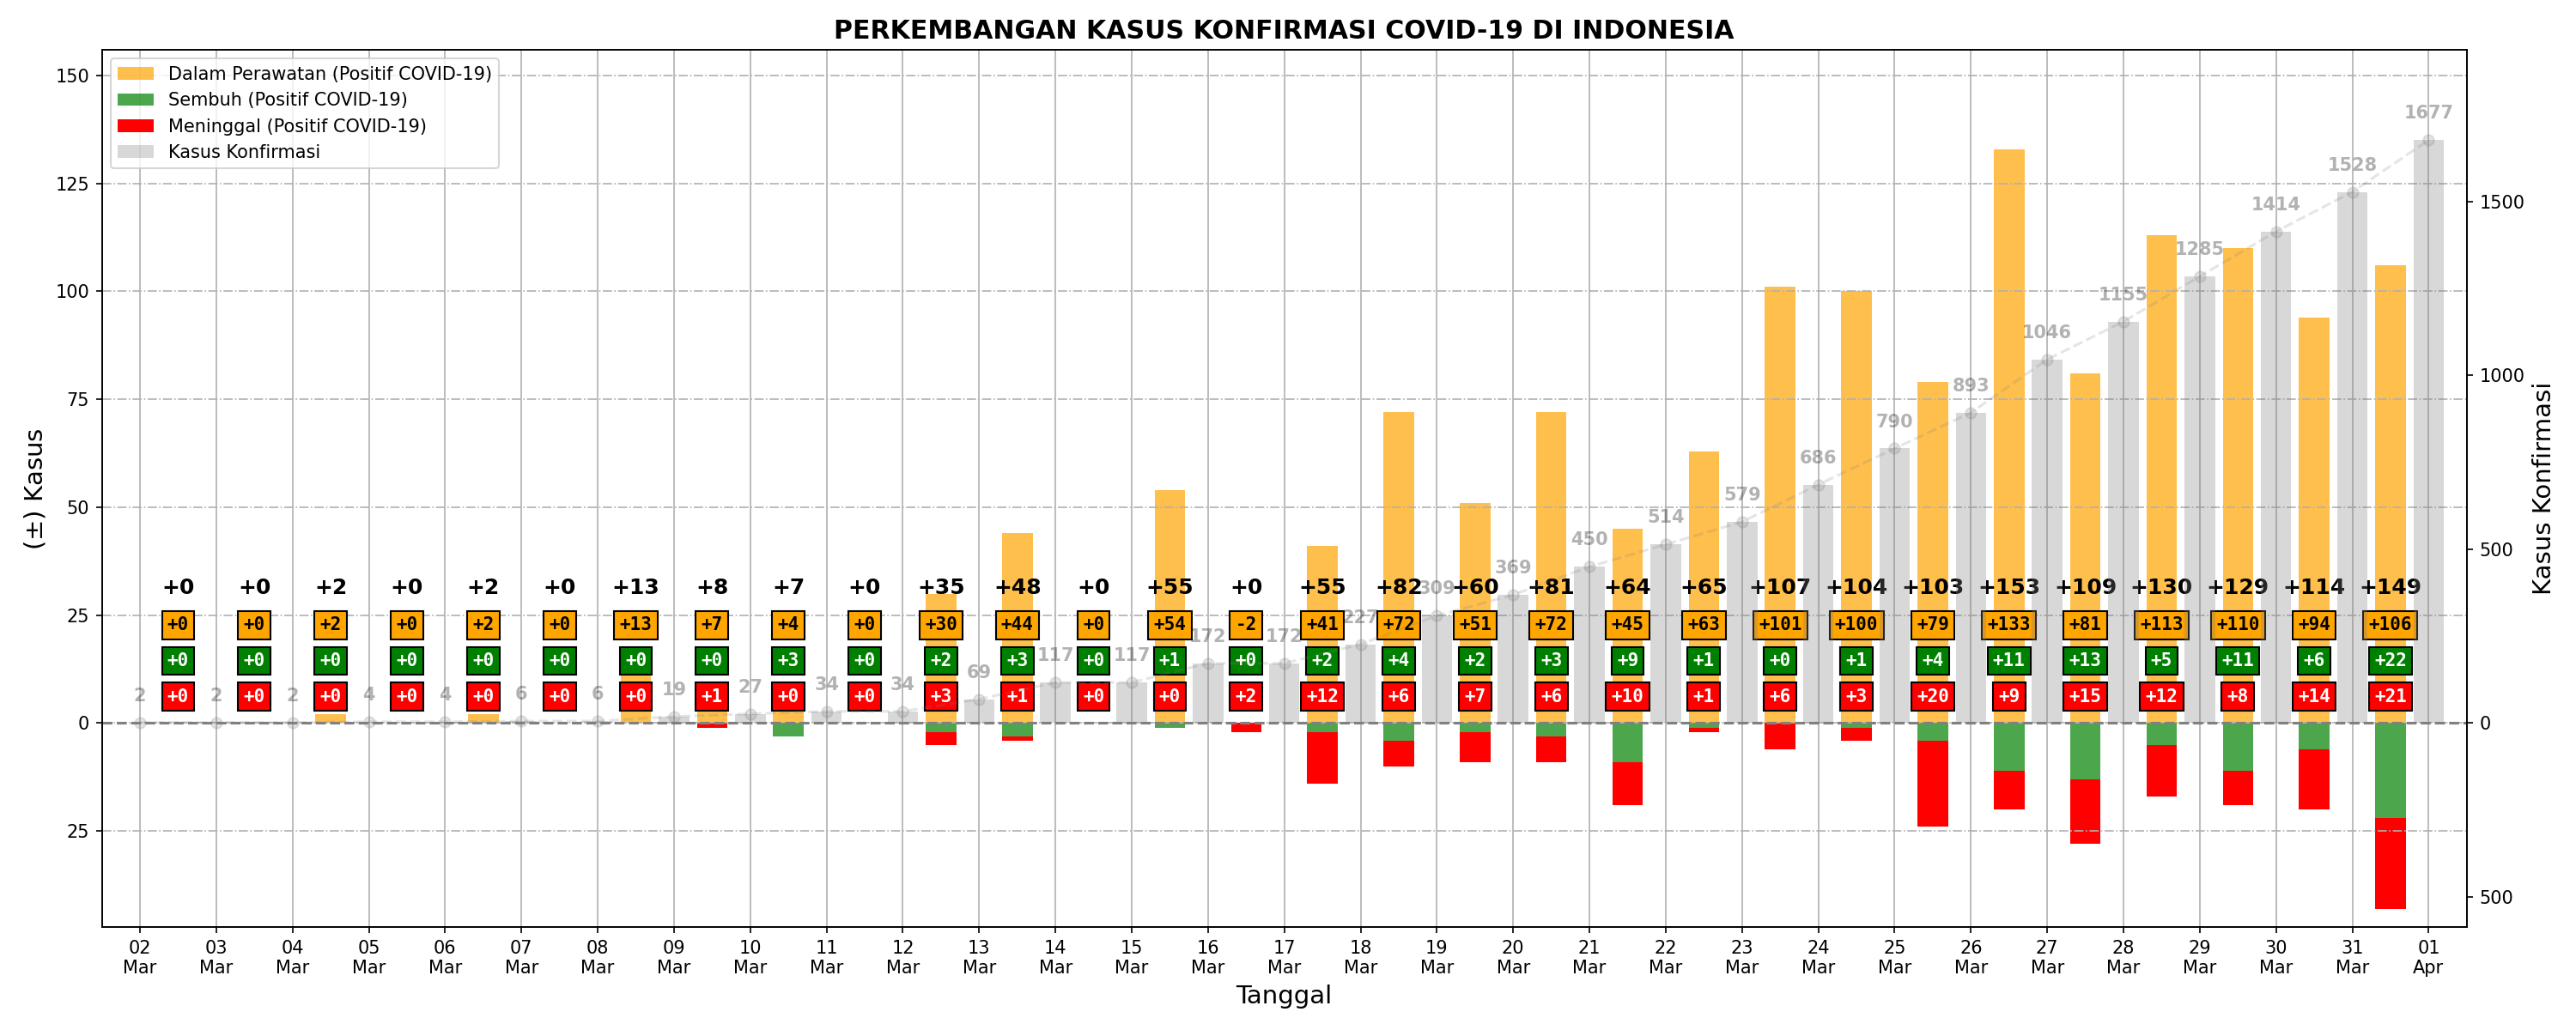 PERKEMBANGAN KASUS KONFIRMASI COVID-19 DI INDONESIA
Dalam Perawatan (Positif COVID-19)
Sembuh (Positif COVID-19)
Meninggal (Positif COVID-19)
Kasus Konfirmasi
(±) Kasus
150
125
100
75
50
25
0
25
2 2 2 4 4 6 6 19 27 34 34 69 117 117 172 172 227 309 369 450 514 579 686 790 893 1046 1155 1285 1414 1528 1677
+0 +0 +2 +0 +2 +0 +13 +8 +7 +0 +35 +48 +0 +55 +0 +55 +82 +60 +81 +64 +65 +107 +104 +103 +153 +109 +130 +129 +114 +149
+0 +0 +2 +0 +2 +0 +13 +7 +4 +0 +30 +44 +0 +54 -2 +41 +72 +51 +72 +45 +63 +101 +100 +79 +133 +81 +113 +110 +94 +106
+0 +0 +0 +0 +0 +0 +0 +0 +3 +0 +2 +3 +0 +1 +0 +2 +4 +2 +3 +9 +1 +0 +1 +4 +11 +13 +5 +11 +6 +22
+0 +0 +0 +0 +0 +0 +0 +1 +0 +0 +3 +1 +0 +0 +2 +12 +6 +7 +6 +10 +1 +6 +3 +20 +9 +15 +12 +8 +14 +21
1500
1000
500
0
500
Kasus Konfirmasi
02 03 04 05 06 07 08 09 10 11 12 13 14 15 16 17 18 19 20 21 22 23 24 25 26 27 28 29 30 31 01
Mar Mar Mar Mar Mar Mar Mar Mar Mar Mar Mar Mar Mar Mar Mar Mar Mar Mar Mar Mar Mar Mar Mar Mar Mar Mar Mar Mar Mar Mar Apr
Tanggal